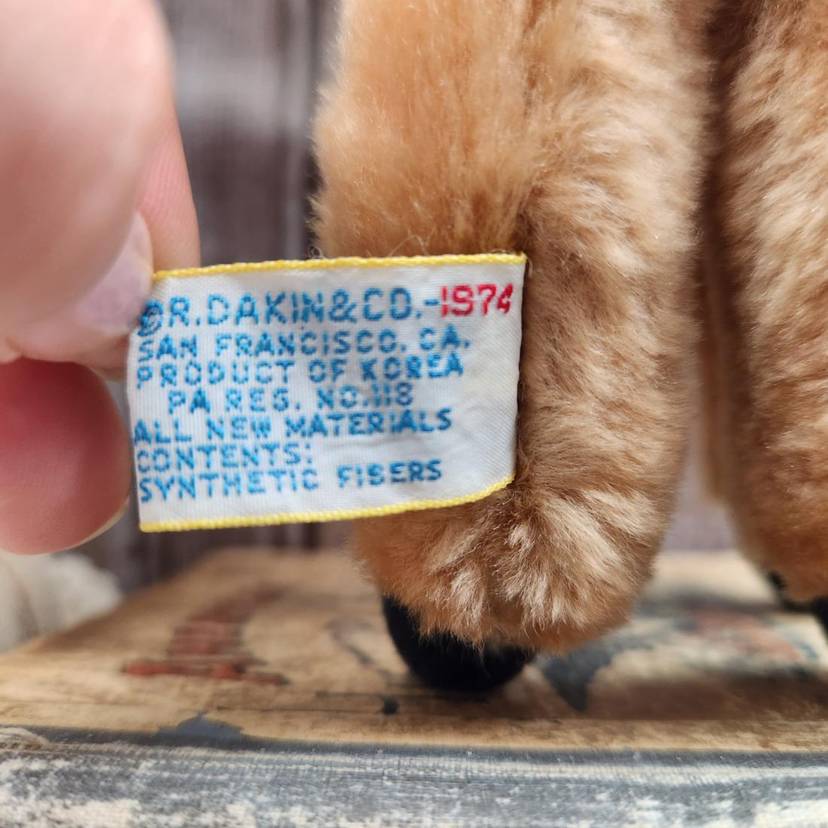 ©R.DAKIN&CO.-1974
SAN FRANCISCO, CA.
PRODUCT OF KOREA
PA REG. NO.118
ALL NEW MATERIALS
CONTENTS:
SYNTHETIC FIBERS